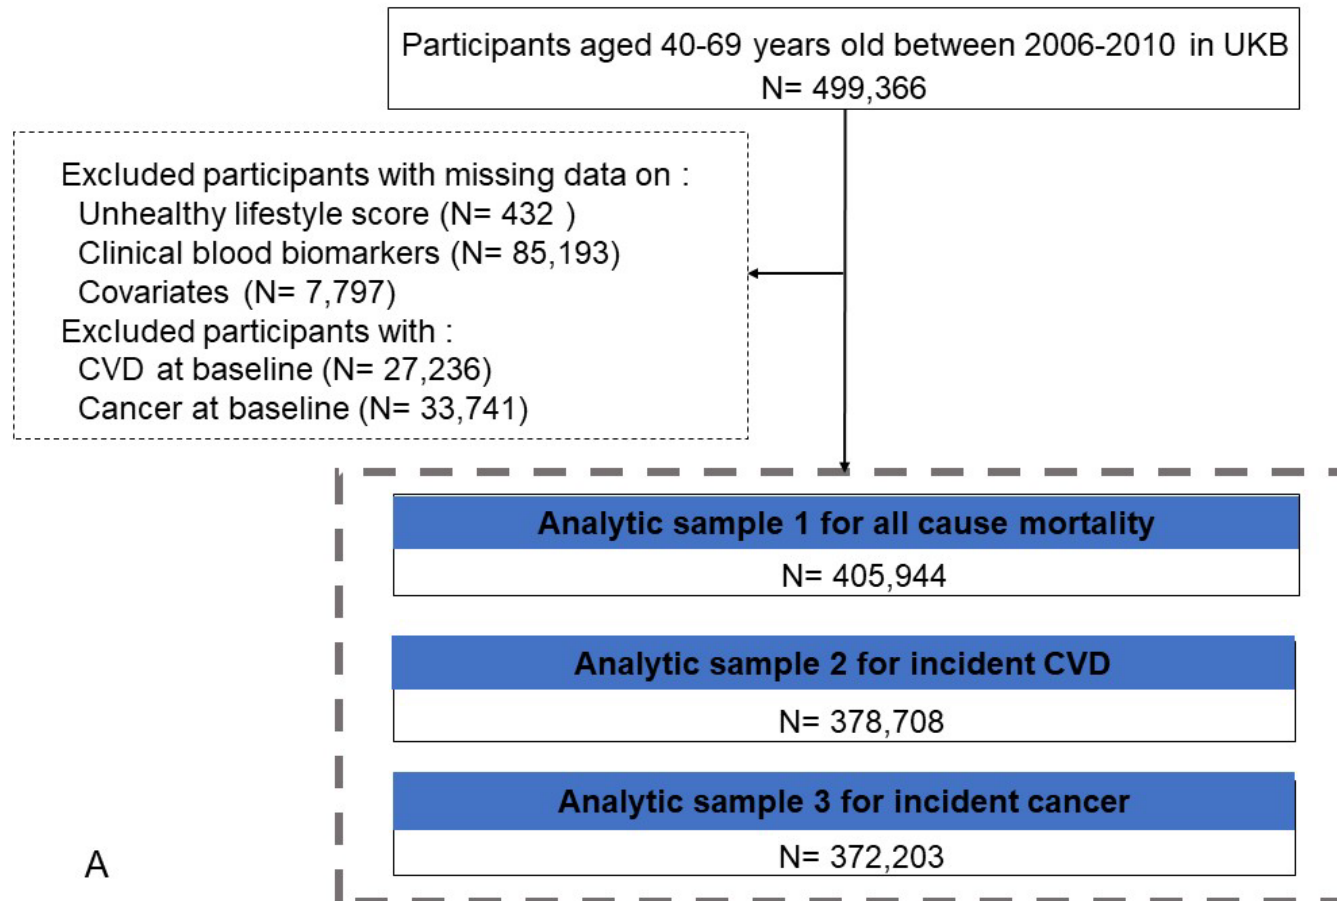 Participants aged 40-69 years old between 2006-2010 in UKB
N= 499,366
Excluded participants with missing data on :
Unhealthy lifestyle score (N= 432 )
Clinical blood biomarkers (N= 85,193)
Covariates (N= 7,797)
Excluded participants with :
CVD at baseline (N= 27,236)
Cancer at baseline (N= 33,741)
Analytic sample 1 for all cause mortality
N= 405,944
Analytic sample 2 for incident CVD
N= 378,708
Analytic sample 3 for incident cancer
N= 372,203
A